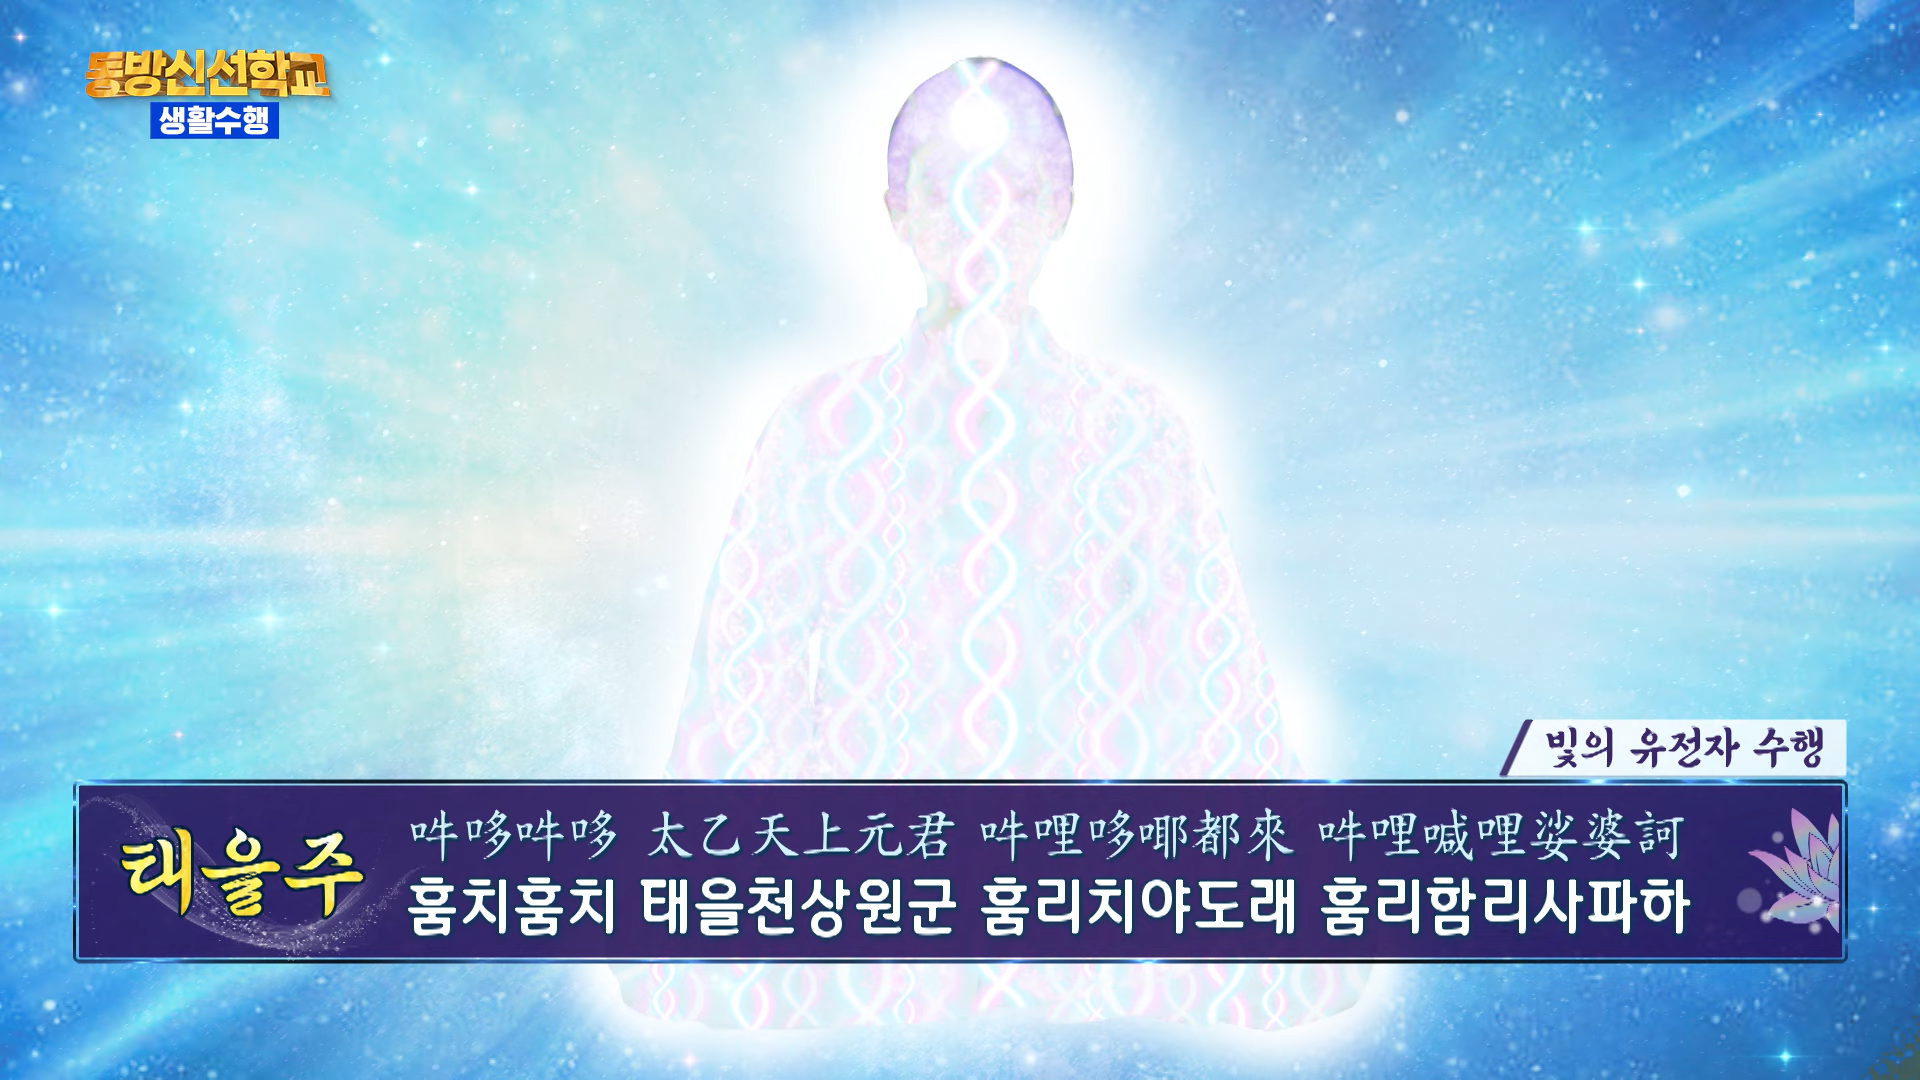 동방신선학교
생활수행
빛의 유전자 수행
태을주
吽哆吽哆 太乙天上元君 吽哩哆㖿都來 吽哩喊哩娑婆訶
훔치훔치 태을천상원군 훔리치야도래 훔리함리사파하